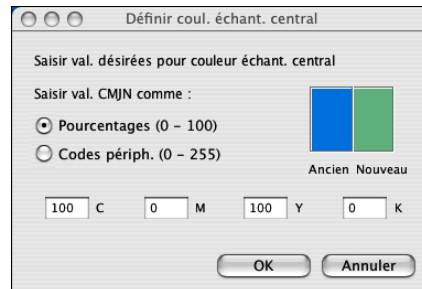 Définir coul. échant. central
Saisir val. désirées pour couleur échant. central
Saisir val. CMJN comme :
Pourcentages (0 – 100)
Codes périph. (0 – 255)
Ancien Nouveau
100 C 0 M 100 Y 0 K
OK Annuler